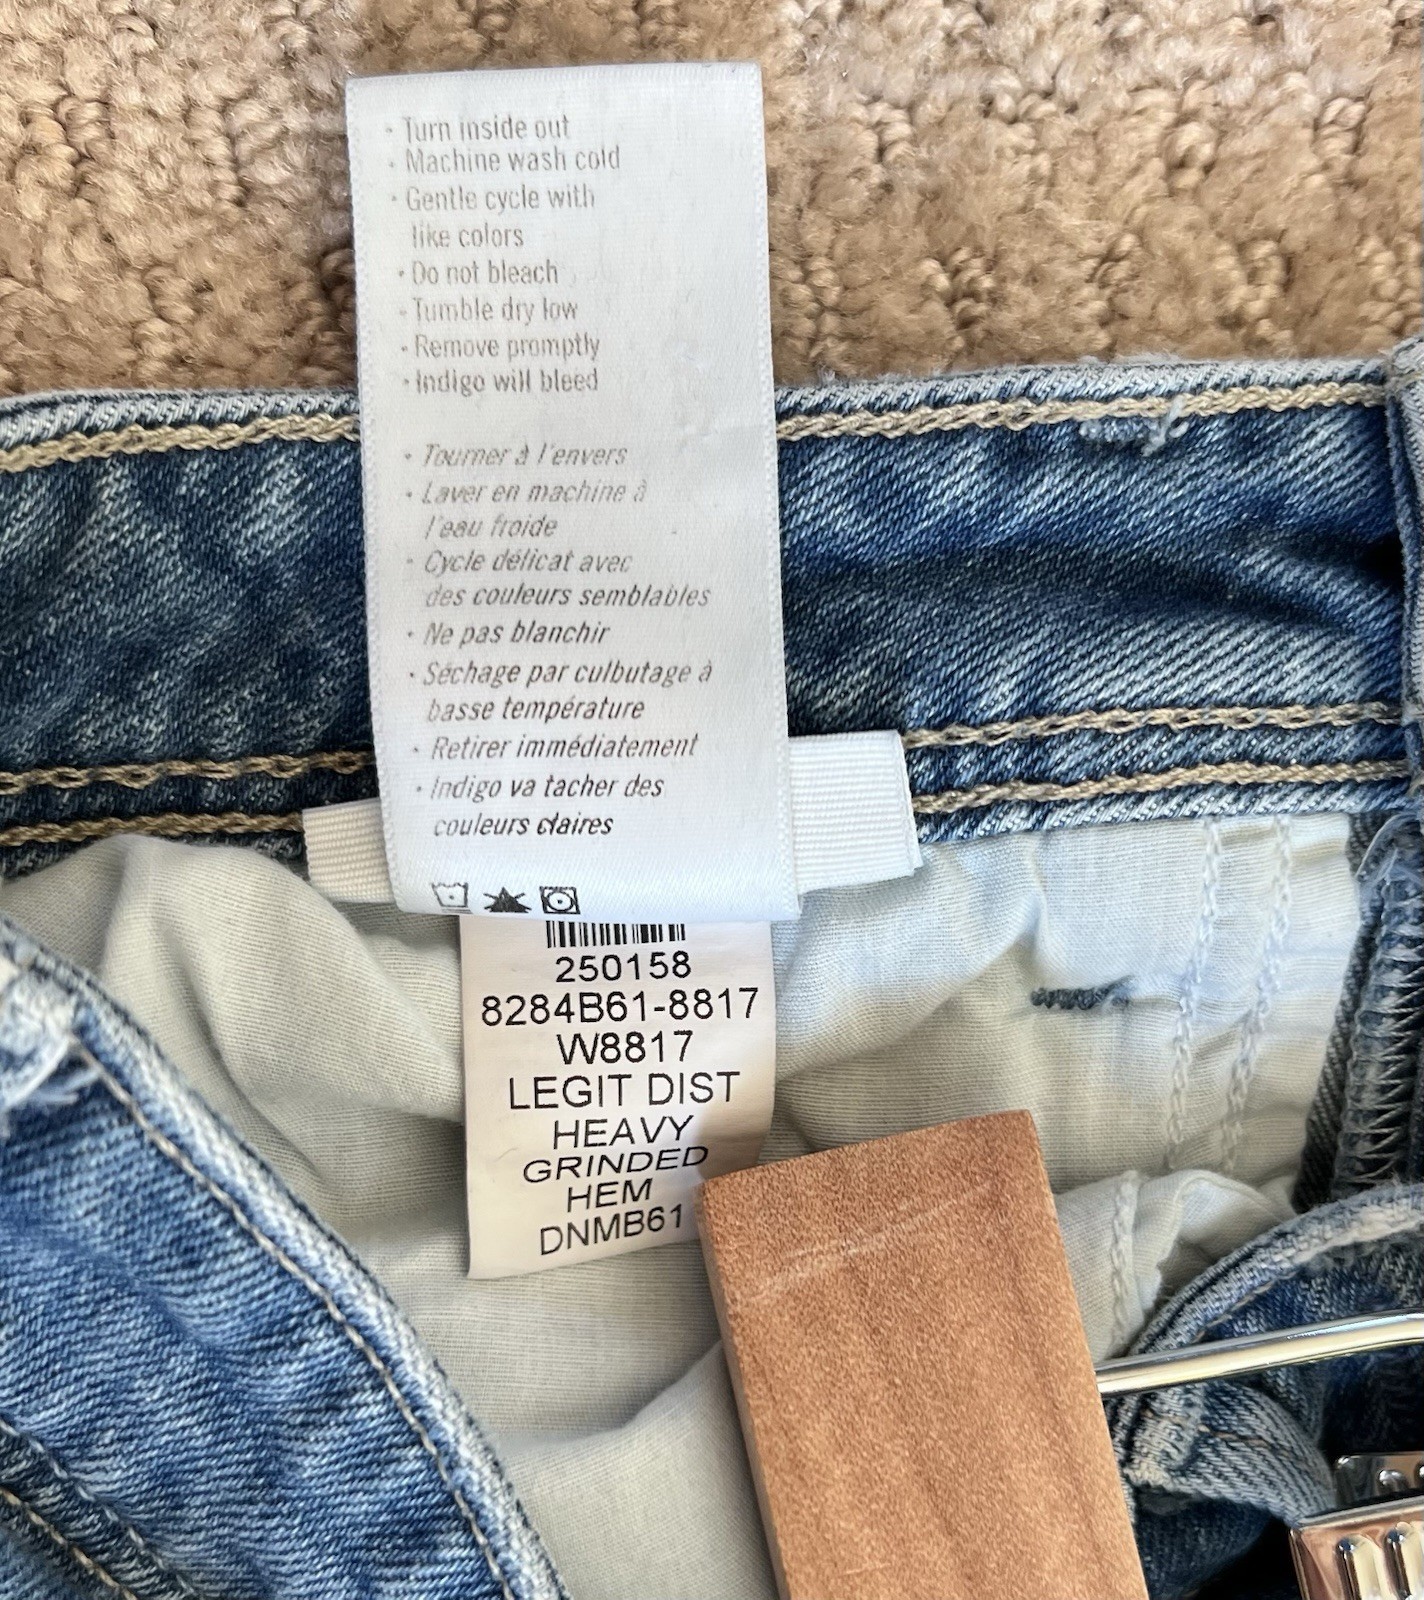 • Turn inside out
• Machine wash cold
• Gentle cycle with
like colors
• Do not bleach
• Tumble dry low
• Remove promptly
• Indigo will bleed
• Tourner à l'envers
• Laver en machine à
l'eau froide
• Cycle délicat avec
des couleurs semblables
• Ne pas blanchir
• Séchage par culbutage à
basse température
• Retirer immédiatement
• Indigo va tacher des
couleurs claires
250158
8284B61-8817
W8817
LEGIT DIST
HEAVY
GRINDED
HEM
DNMB61